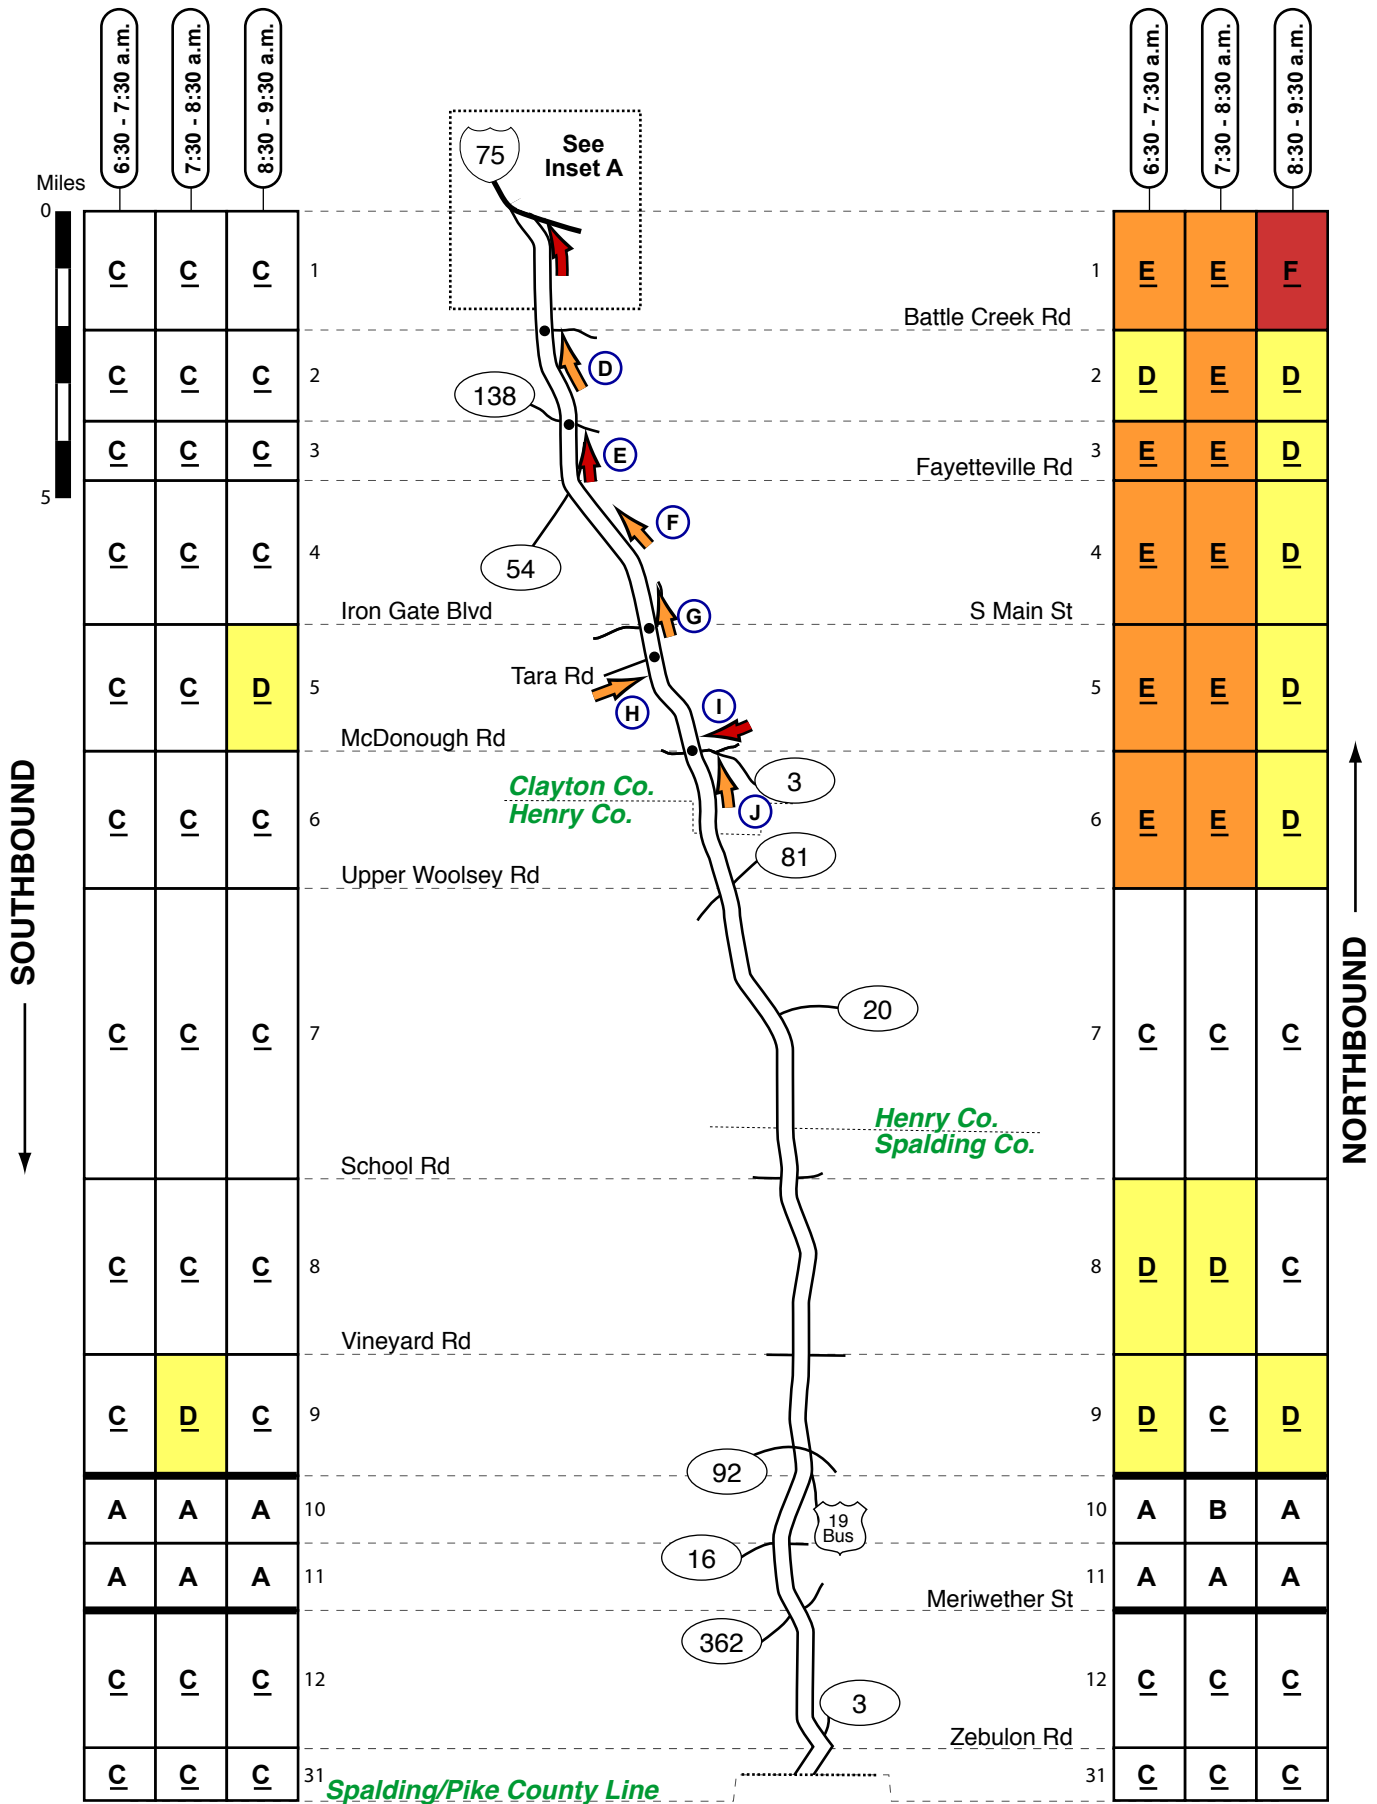 6:30 - 7:30 a.m.
7:30 - 8:30 a.m.
8:30 - 9:30 a.m.
6:30 - 7:30 a.m.
7:30 - 8:30 a.m.
8:30 - 9:30 a.m.
75
See
Inset A
Miles
0
C C C 1 1 E E F
Battle Creek Rd
D
C C C 2 2 D E D
138
C C C 3 E 3 E E D
Fayetteville Rd
5
F
C C C 4 4 E E D
54
Iron Gate Blvd G S Main St
Tara Rd
C C D 5 5 E E D
H I
McDonough Rd
3
Clayton Co.
Henry Co. J
C C C 6 6 E E D
81
Upper Woolsey Rd
SOUTHBOUND
NORTHBOUND
20
C C C 7 7 C C C
Henry Co.
Spalding Co.
School Rd
C C C 8 8 D D C
Vineyard Rd
C D C 9 9 D C D
92
A A A 10 10 A B A
19
Bus
16
A A A 11 11 A A A
Meriwether St
362
C C C 12 12 C C C
3
Zebulon Rd
C C C 31 31 C C C
Spalding/Pike County Line